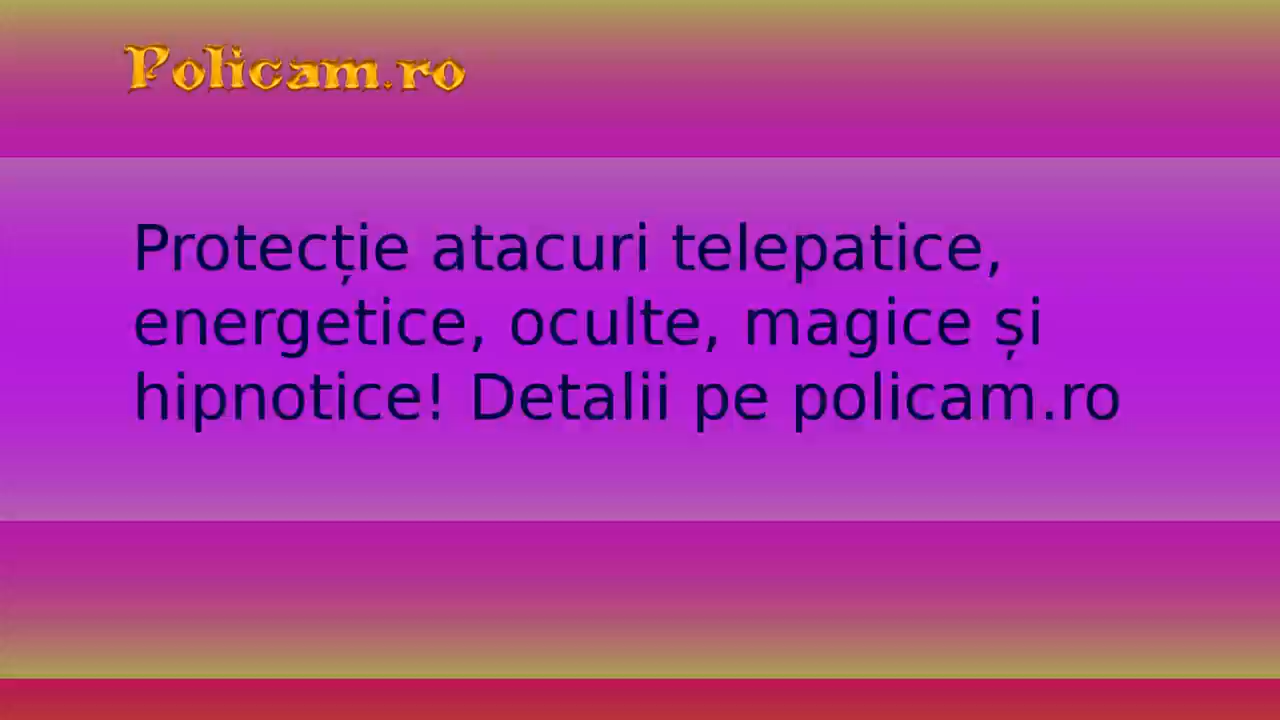 Policam.ro
Protecție atacuri telepatice,
energetice, oculte, magice și
hipnotice! Detalii pe policam.ro